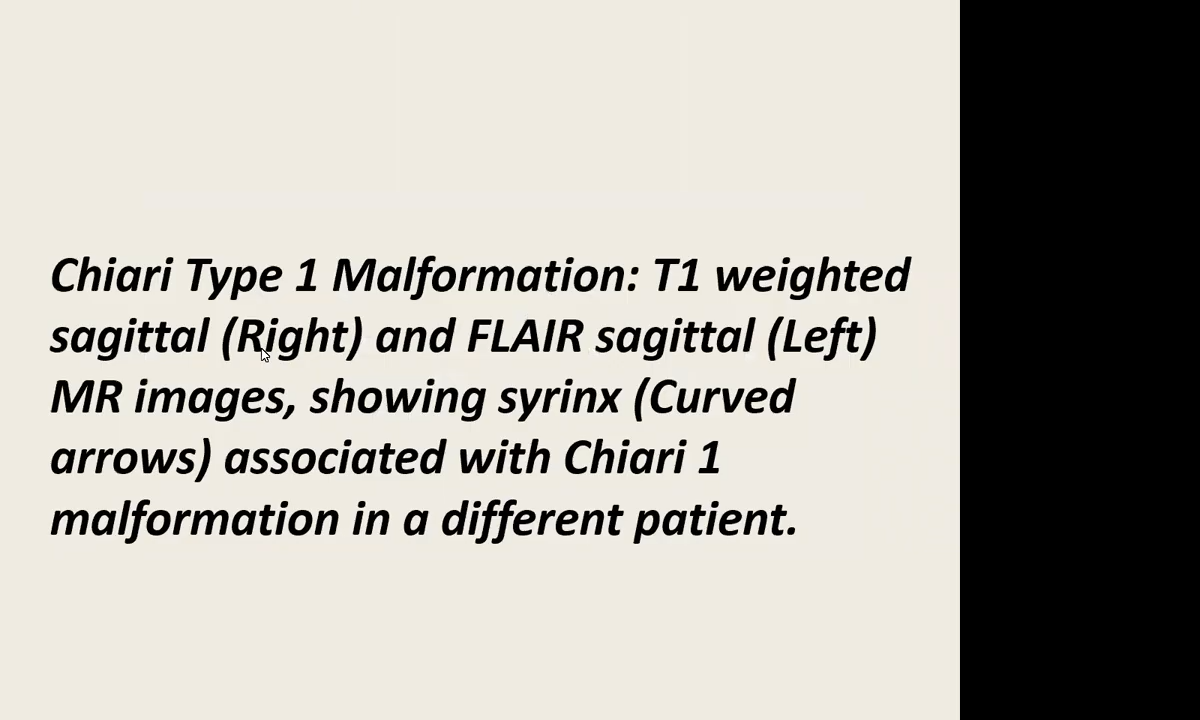 Chiari Type 1 Malformation: T1 weighted
sagittal (Right) and FLAIR sagittal (Left)
MR images, showing syrinx (Curved
arrows) associated with Chiari 1
malformation in a different patient.